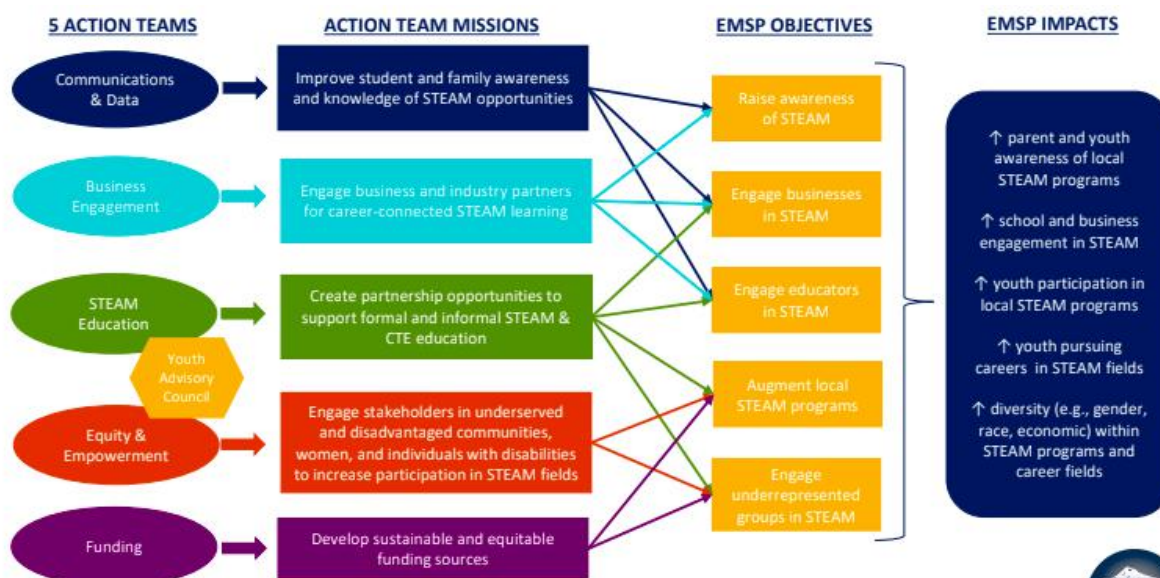 5 ACTION TEAMS
ACTION TEAM MISSIONS
EMSP OBJECTIVES
EMSP IMPACTS
Communications
& Data
Improve student and family awareness
and knowledge of STEAM opportunities
Business
Engagement
Engage business and industry partners
for career-connected STEAM learning
STEAM
Education
Create partnership opportunities to
support formal and informal STEAM &
CTE education
Youth
Advisory
Council
Equity &
Empowerment
Engage stakeholders in underserved
and disadvantaged communities,
women, and individuals with disabilities
to increase participation in STEAM fields
Funding
Develop sustainable and equitable
funding sources
Raise awareness
of STEAM
Engage businesses
in STEAM
Engage educators
in STEAM
Augment local
STEAM programs
Engage
underrepresented
groups in STEAM
↑ parent and youth
awareness of local
STEAM programs
↑ school and business
engagement in STEAM
↑ youth participation in
local STEAM programs
↑ youth pursuing
careers in STEAM fields
↑ diversity (e.g., gender,
race, economic) within
STEAM programs and
career fields